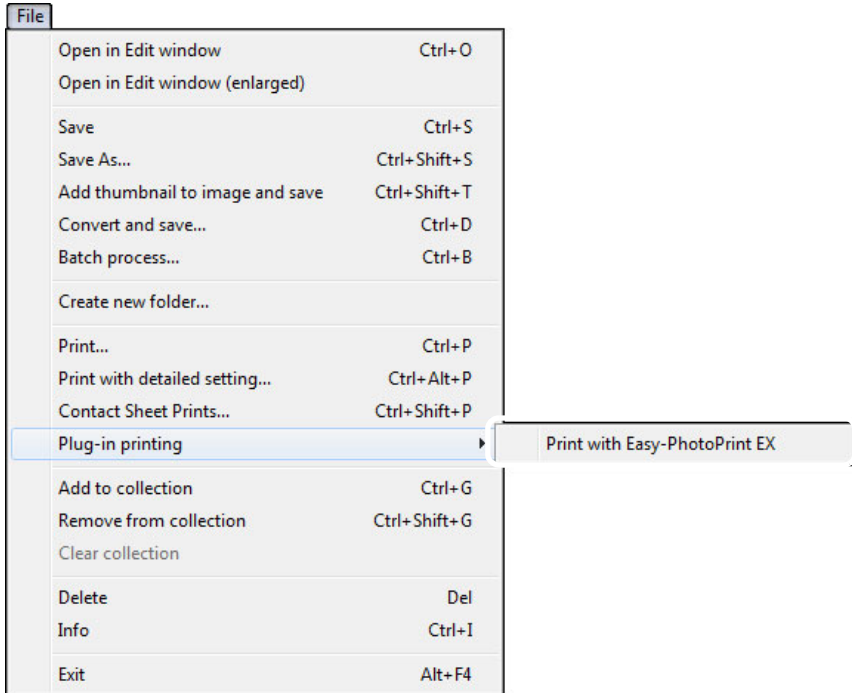 File
Open in Edit window Ctrl+O
Open in Edit window (enlarged)
Save Ctrl+S
Save As... Ctrl+Shift+S
Add thumbnail to image and save Ctrl+Shift+T
Convert and save... Ctrl+D
Batch process... Ctrl+B
Create new folder...
Print... Ctrl+P
Print with detailed setting... Ctrl+Alt+P
Contact Sheet Prints... Ctrl+Shift+P
Plug-in printing Print with Easy-PhotoPrint EX
Add to collection Ctrl+G
Remove from collection Ctrl+Shift+G
Clear collection
Delete Del
Info Ctrl+I
Exit Alt+F4